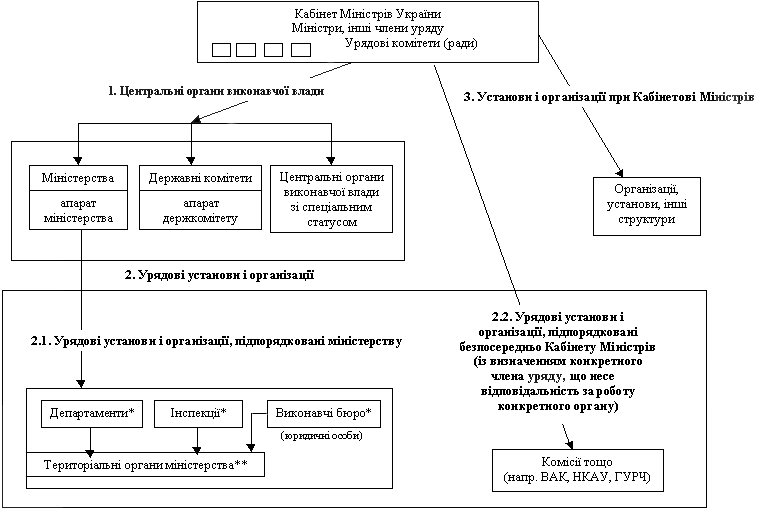 Кабінет Міністрів України
Міністри, інші члени уряду
Урядові комітети (ради)
1. Центральні органи виконавчої влади
3. Установи і організації при Кабінетові Міністрів
Міністерства
апарат
міністерства
Державні комітети
апарат
держкомітету
Центральні органи
виконавчої влади
зі спеціальним
статусом
Організації,
установи, інші
структури
2. Урядові установи і організації
2.1. Урядові установи і організації, підпорядковані міністерству
2.2. Урядові установи і
організації, підпорядковані
безпосередньо Кабінету Міністрів
(із визначенням конкретного
члена уряду, що несе
відповідальність за роботу
конкретного органу)
Департаменти*
Інспекції*
Виконавчі бюро*
(юридичні особи)
Територіальні органи міністерства**
Комісії тощо
(напр. ВАК, НКАУ, ГУРЧ)